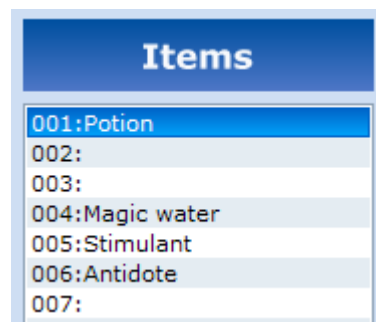 Items
001:Potion
002:
003:
004:Magic water
005:Stimulant
006:Antidote
007: